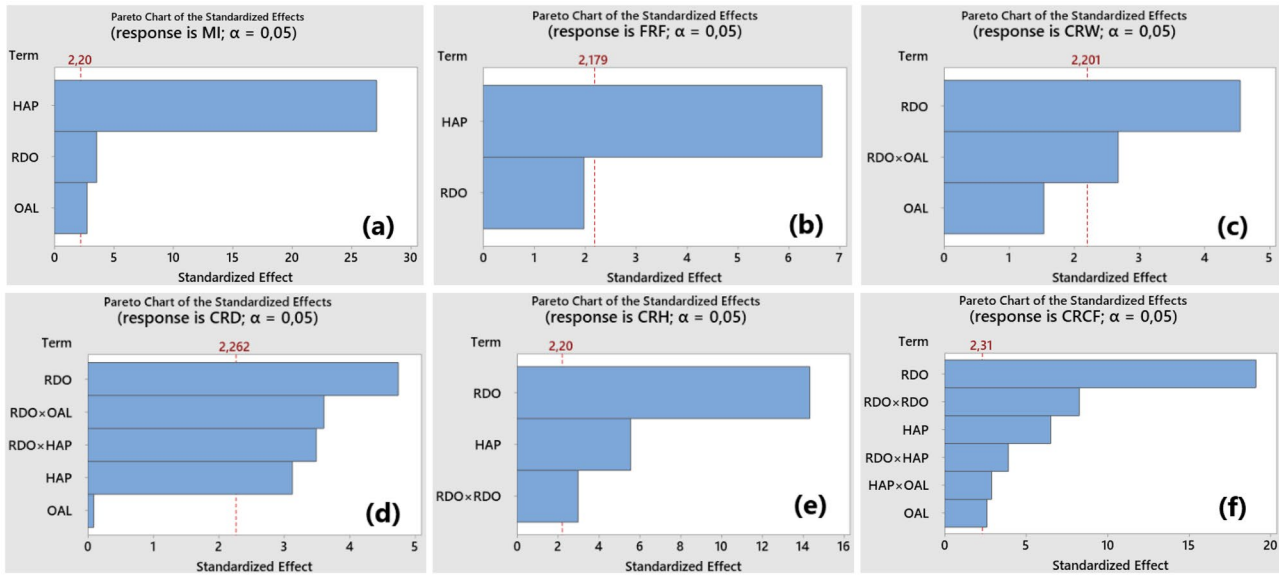 Pareto Chart of the Standardized Effects
(response is MI; α = 0,05)
Term
2,20
HAP
RDO
OAL
(a)
0 5 10 15 20 25 30
Standardized Effect
Pareto Chart of the Standardized Effects
(response is FRF; α = 0,05)
Term
2,179
HAP
RDO
(b)
0 1 2 3 4 5 6 7
Standardized Effect
Pareto Chart of the Standardized Effects
(response is CRW; α = 0,05)
Term
2,201
RDO
RDO×OAL
OAL
(c)
0 1 2 3 4 5
Standardized Effect
Pareto Chart of the Standardized Effects
(response is CRD; α = 0,05)
Term
2,262
RDO
RDO×OAL
RDO×HAP
HAP
OAL
(d)
0 1 2 3 4 5
Standardized Effect
Pareto Chart of the Standardized Effects
(response is CRH; α = 0,05)
Term
2,20
RDO
HAP
RDO×RDO
(e)
0 2 4 6 8 10 12 14 16
Standardized Effect
Pareto Chart of the Standardized Effects
(response is CRCF; α = 0,05)
Term
2,31
RDO
RDO×RDO
HAP
RDO×HAP
HAP×OAL
OAL
(f)
0 5 10 15 20
Standardized Effect